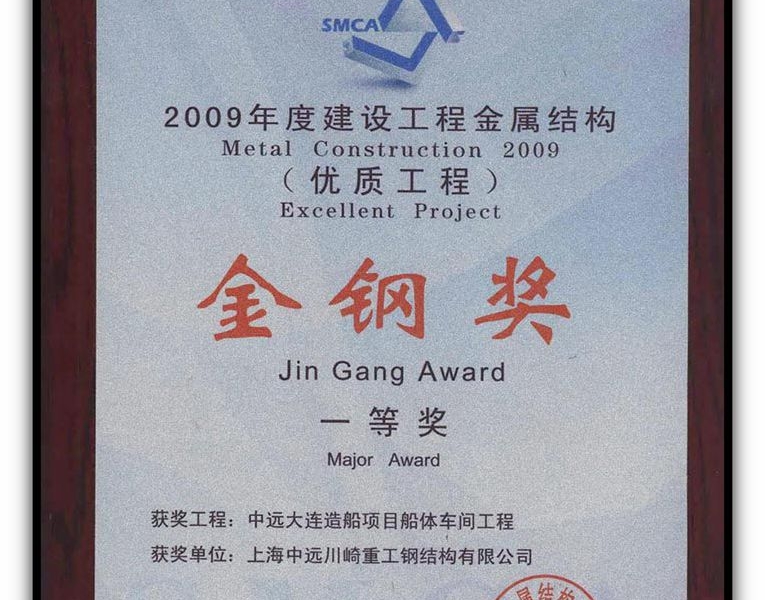 SMCA
2009年度建设工程金属结构
Metal Construction 2009
（优质工程）
Excellent Project
金钢奖
Jin Gang Award
一等奖
Major Award
获奖工程：中远大连造船项目船体车间工程
获奖单位：上海中远川崎重工钢结构有限公司
属结构